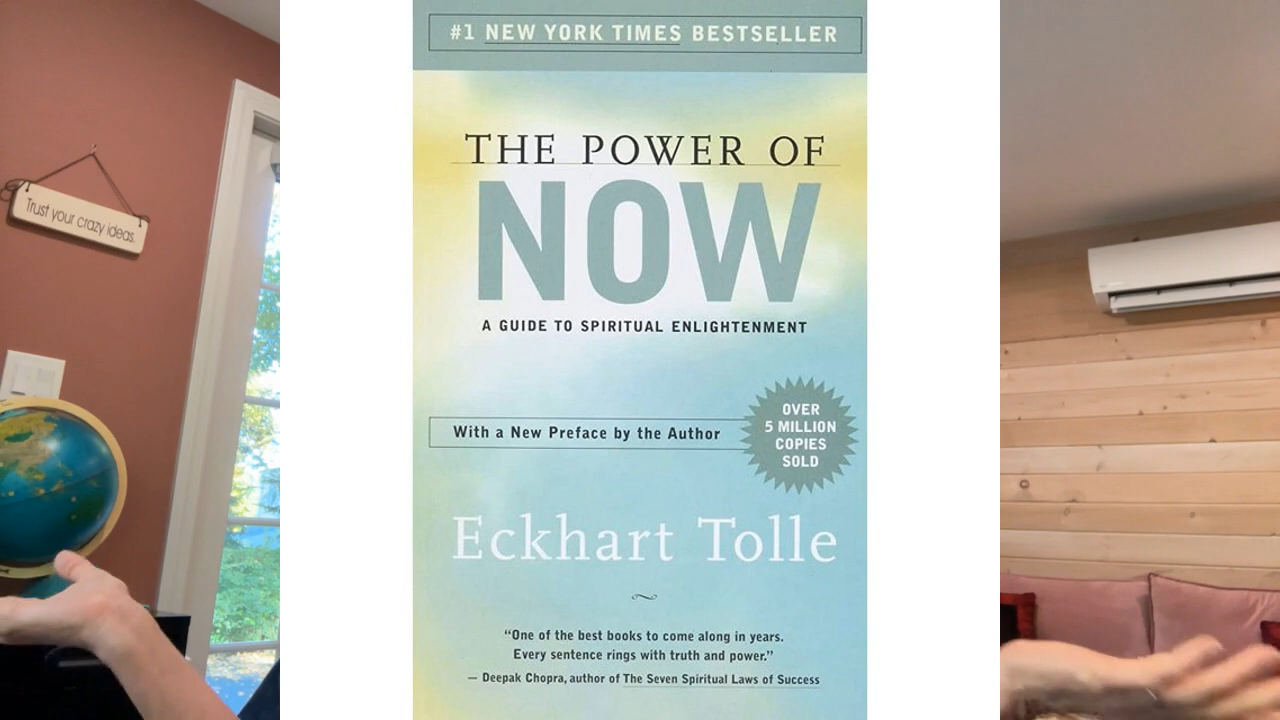 Trust your crazy ideas.
#1 NEW YORK TIMES BESTSELLER
THE POWER OF
NOW
A GUIDE TO SPIRITUAL ENLIGHTENMENT
With a New Preface by the Author
OVER
5 MILLION
COPIES
SOLD
Eckhart Tolle
“One of the best books to come along in years.
Every sentence rings with truth and power.”
— Deepak Chopra, author of The Seven Spiritual Laws of Success